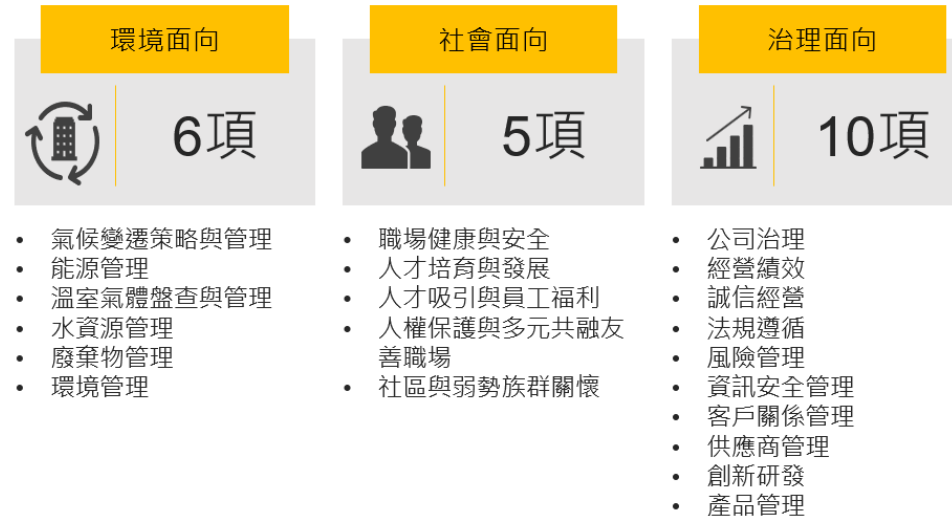 環境面向
6項
• 氣候變遷策略與管理
• 能源管理
• 溫室氣體盤查與管理
• 水資源管理
• 廢棄物管理
• 環境管理
社會面向
5項
• 職場健康與安全
• 人才培育與發展
• 人才吸引與員工福利
• 人權保護與多元共融友
善職場
• 社區與弱勢族群關懷
治理面向
10項
• 公司治理
• 經營績效
• 誠信經營
• 法規遵循
• 風險管理
• 資訊安全管理
• 客戶關係管理
• 供應商管理
• 創新研發
• 產品管理